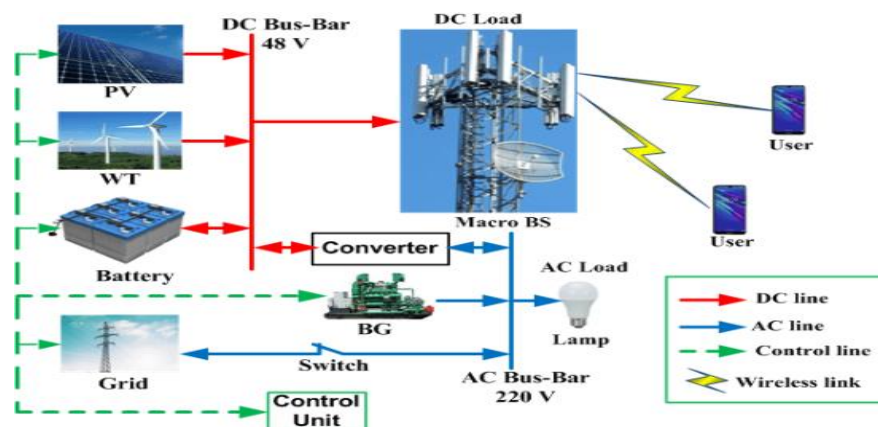 DC Bus-Bar
48 V
DC Load
PV
WT
Battery
Macro BS
User
User
Converter
AC Load
BG
Lamp
Grid
Switch
AC Bus-Bar
220 V
Control
Unit
DC line
AC line
Control line
Wireless link